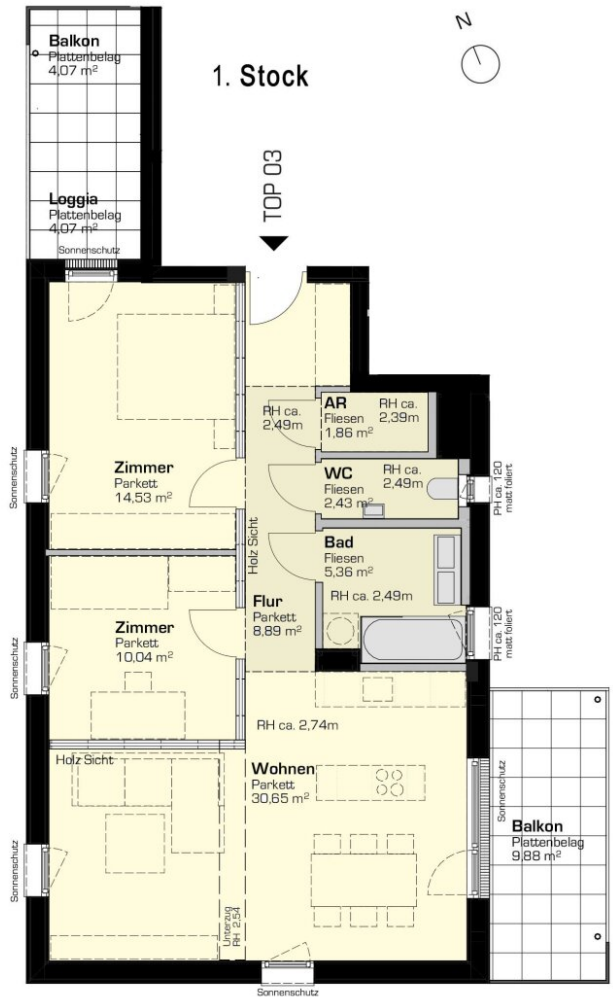 Balkon
Plattenbelag
4,07 m²
1. Stock
N
TOP 03
Loggia
Plattenbelag
4,07 m²
Sonnenschutz
RH ca.
2,49m
AR
Fliesen
1,86 m²
RH ca.
2,39m
Sonnenschutz
Zimmer
Parkett
14,53 m²
WC
Fliesen
2,43 m²
RH ca.
2,49m
PH ca. 120
matt foliert
Holz Sicht
Bad
Fliesen
5,36 m²
RH ca. 2,49m
Flur
Parkett
8,89 m²
Sonnenschutz
Zimmer
Parkett
10,04 m²
PH ca. 120
matt foliert
RH ca. 2,74m
Holz Sicht
Wohnen
Parkett
30,65 m²
Sonnenschutz
Balkon
Plattenbelag
9,88 m²
Sonnenschutz
Unterzug
RH 2,54
Sonnenschutz